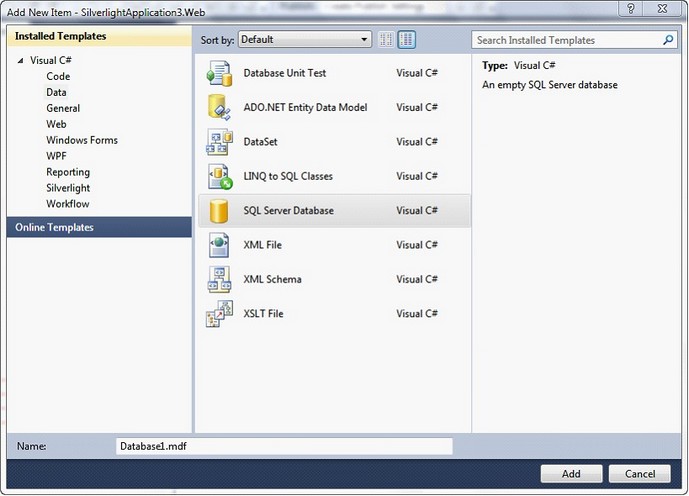 Add New Item - SilverlightApplication3.Web
Installed Templates
Visual C#
Code
Data
General
Web
Windows Forms
WPF
Reporting
Silverlight
Workflow
Online Templates
Sort by: Default
Database Unit Test Visual C#
ADO.NET Entity Data Model Visual C#
DataSet Visual C#
LINQ to SQL Classes Visual C#
SQL Server Database Visual C#
XML File Visual C#
XML Schema Visual C#
XSLT File Visual C#
Search Installed Templates
Type: Visual C#
An empty SQL Server database
Name: Database1.mdf
Add Cancel